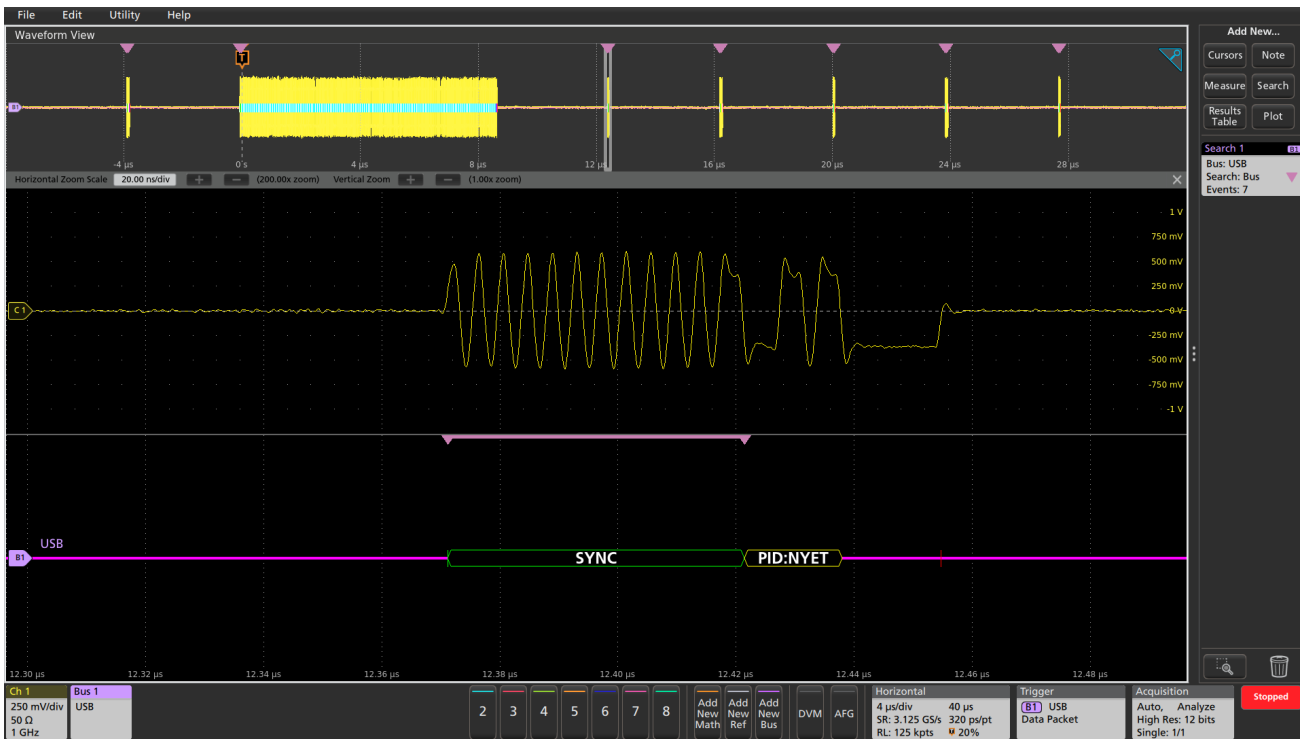 File Edit Utility Help
Waveform View
Add New...
Cursors Note
Measure Search
Results Table Plot
Search 1 B1
Bus: USB
Search: Bus
Events: 7
T
B1
-4 µs 0 s 4 µs 8 µs 12 µs 16 µs 20 µs 24 µs 28 µs
Horizontal Zoom Scale 20.00 ns/div + − (200.00x zoom) Vertical Zoom + − (1.00x zoom) ×
1 V
750 mV
500 mV
250 mV
C 1 0 V
-250 mV
-500 mV
-750 mV
-1 V
USB
B1 SYNC PID:NYET
12.30 µs 12.32 µs 12.34 µs 12.36 µs 12.38 µs 12.40 µs 12.42 µs 12.44 µs 12.46 µs 12.48 µs
Ch 1
250 mV/div
50 Ω
1 GHz
Bus 1
USB
2 3 4 5 6 7 8
Add New Math
Add New Ref
Add New Bus
DVM AFG
Horizontal
4 µs/div 40 µs
SR: 3.125 GS/s 320 ps/pt
RL: 125 kpts T 20%
Trigger
B1 USB
Data Packet
Acquisition
Auto, Analyze
High Res: 12 bits
Single: 1/1
Stopped